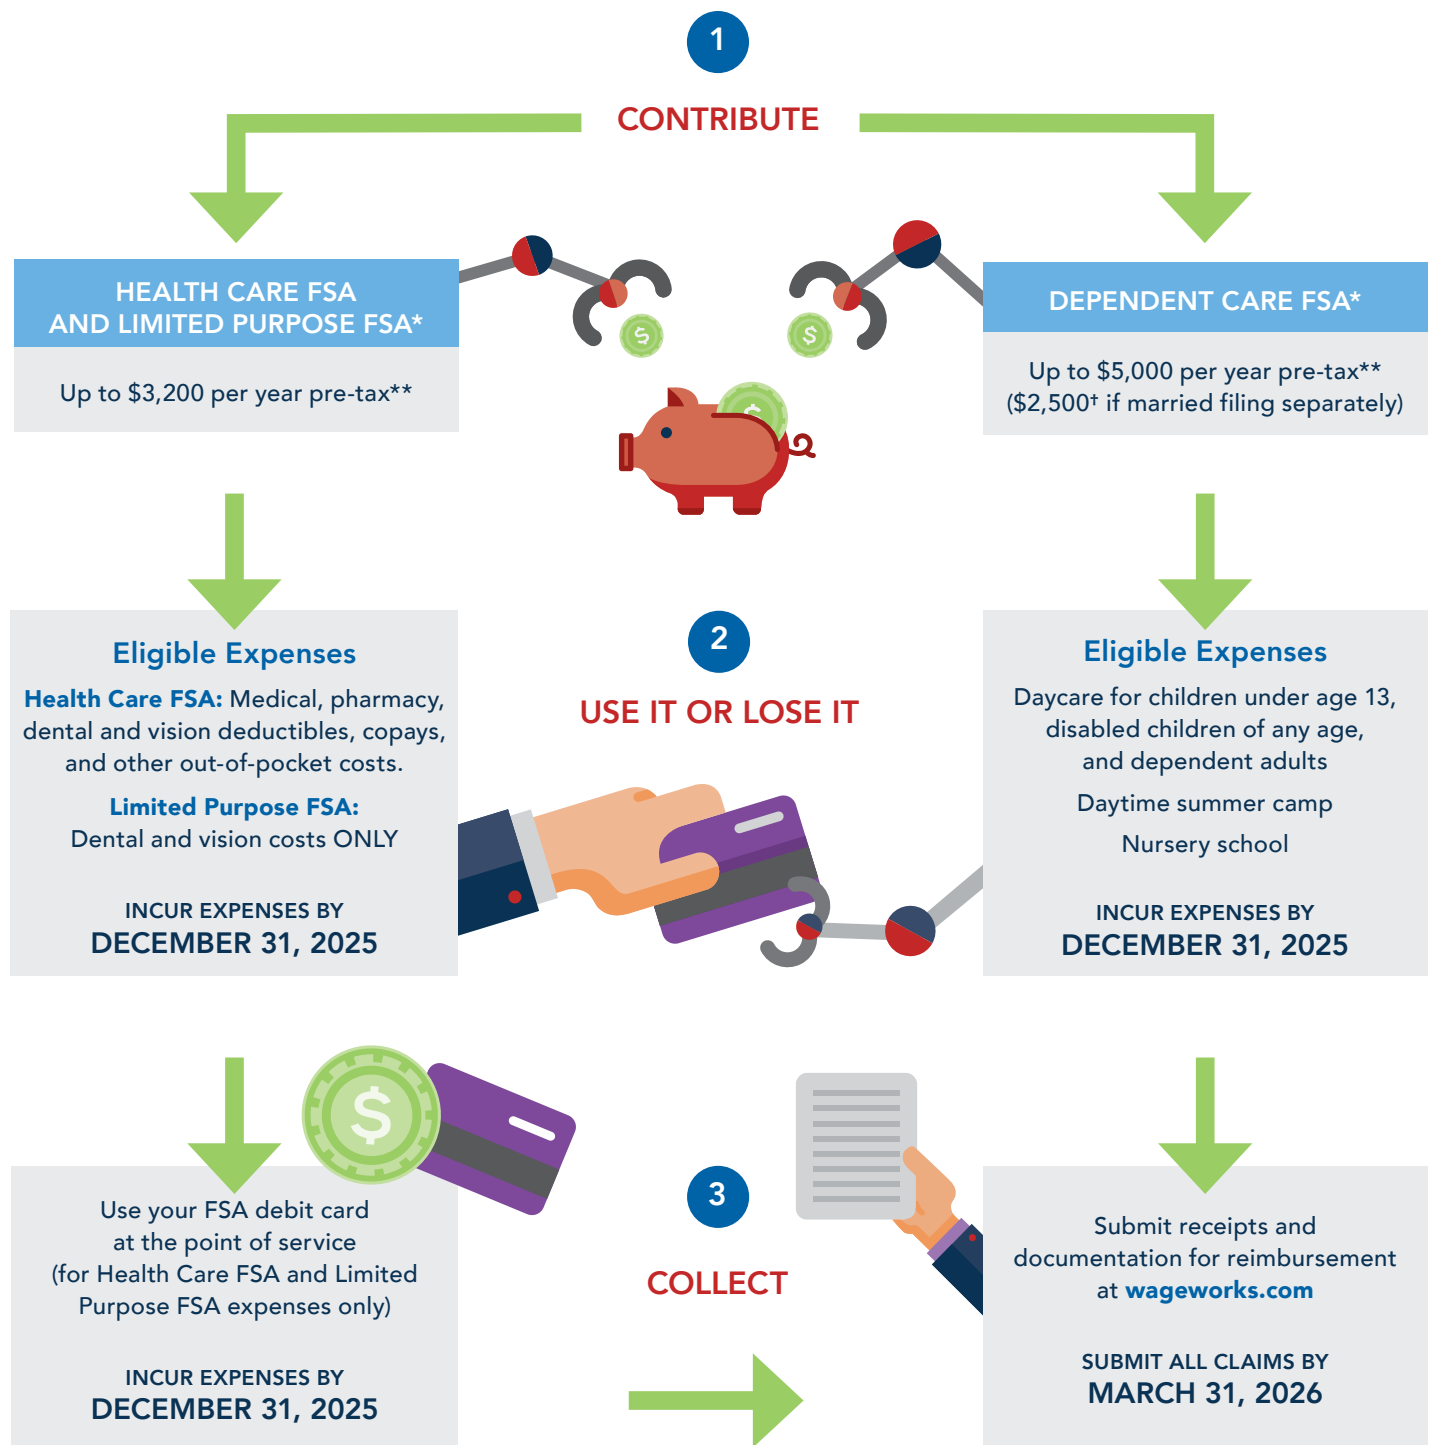 1
CONTRIBUTE
HEALTH CARE FSA
AND LIMITED PURPOSE FSA*
Up to $3,200 per year pre-tax**
$
$
$
DEPENDENT CARE FSA*
Up to $5,000 per year pre-tax**
($2,500† if married filing separately)
Eligible Expenses
Health Care FSA: Medical, pharmacy,
dental and vision deductibles, copays,
and other out-of-pocket costs.
Limited Purpose FSA:
Dental and vision costs ONLY
INCUR EXPENSES BY
DECEMBER 31, 2025
2
USE IT OR LOSE IT
Eligible Expenses
Daycare for children under age 13,
disabled children of any age,
and dependent adults
Daytime summer camp
Nursery school
INCUR EXPENSES BY
DECEMBER 31, 2025
$
Use your FSA debit card
at the point of service
(for Health Care FSA and Limited
Purpose FSA expenses only)
INCUR EXPENSES BY
DECEMBER 31, 2025
3
COLLECT
Submit receipts and
documentation for reimbursement
at wageworks.com
SUBMIT ALL CLAIMS BY
MARCH 31, 2026